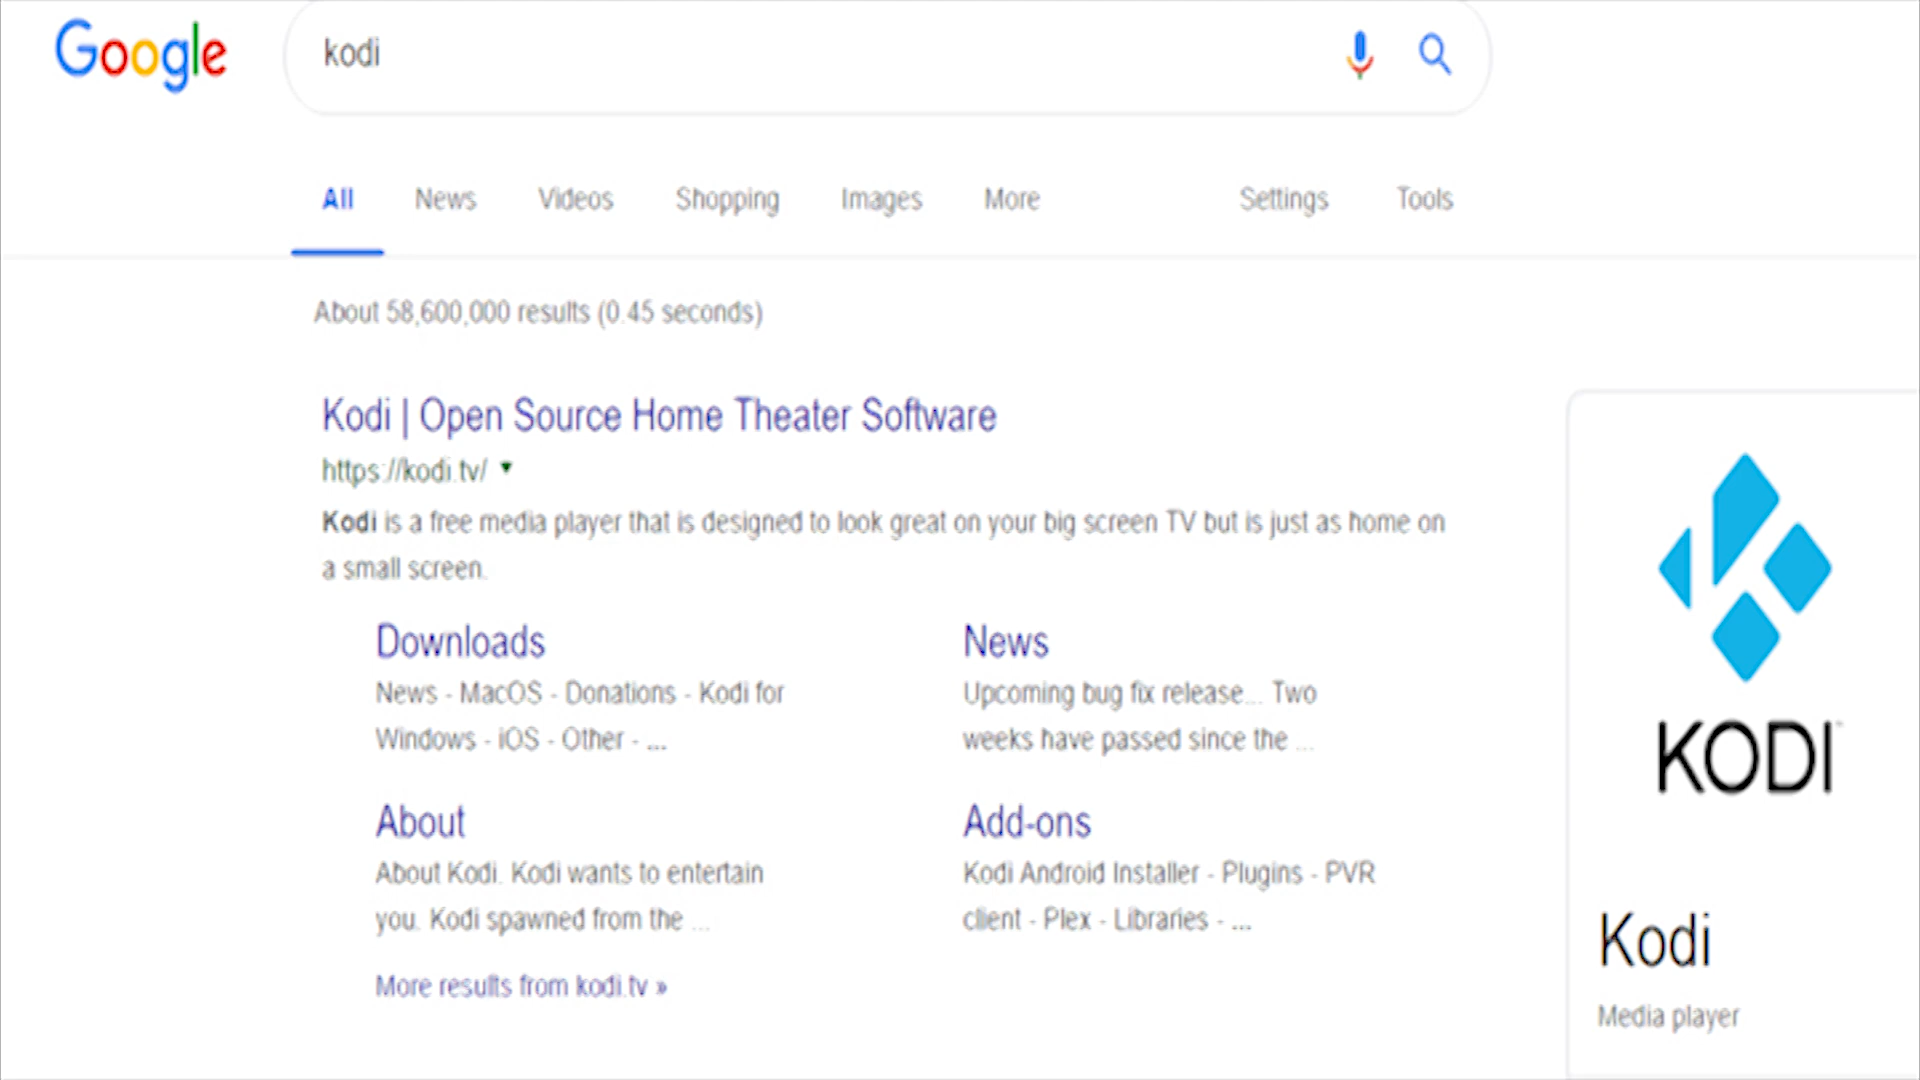 Google
kodi
All News Videos Shopping Images More Settings Tools
About 58,600,000 results (0.45 seconds)
Kodi | Open Source Home Theater Software
https://kodi.tv/
Kodi is a free media player that is designed to look great on your big screen TV but is just as home on
a small screen.
Downloads
News - MacOS - Donations - Kodi for
Windows - iOS - Other - ...
News
Upcoming bug fix release... Two
weeks have passed since the ...
About
About Kodi. Kodi wants to entertain
you. Kodi spawned from the ...
Add-ons
Kodi Android Installer - Plugins - PVR
client - Plex - Libraries - ...
More results from kodi.tv »
KODI
Kodi
Media player